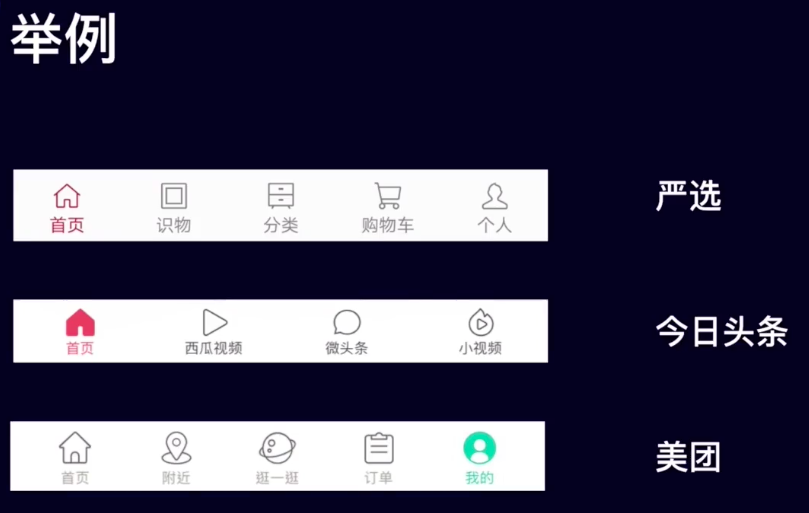 举例
首页 识物 分类 购物车 个人
严选
首页 西瓜视频 微头条 小视频
今日头条
首页 附近 逛一逛 订单 我的
美团